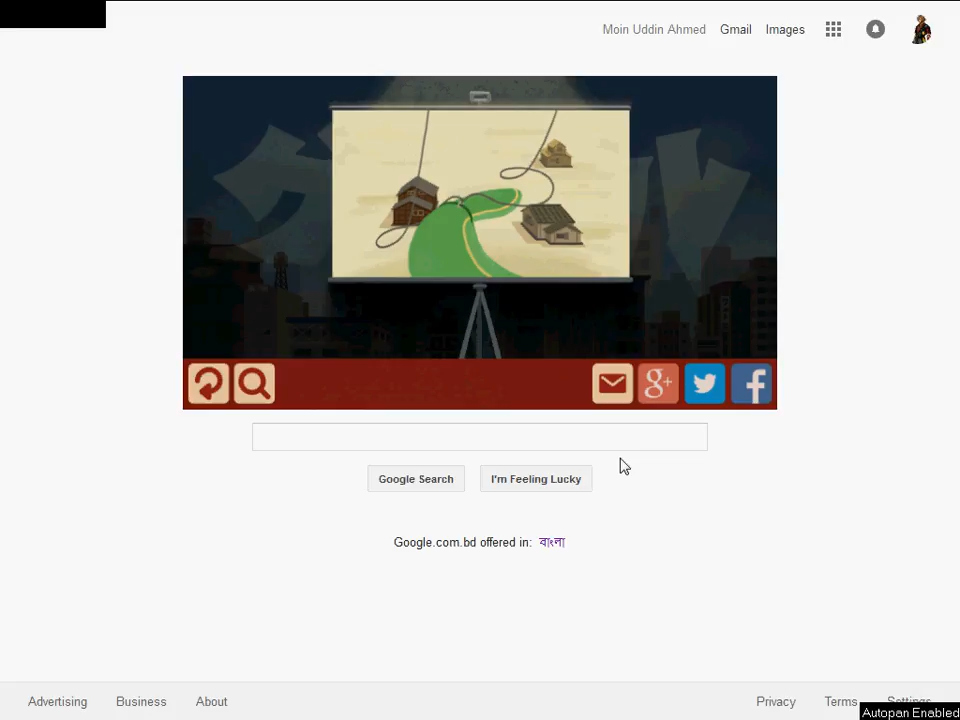 Moin Uddin Ahmed Gmail Images
g+
Google Search I'm Feeling Lucky
Google.com.bd offered in: বাংলা
Advertising Business About Privacy Terms Settings
Autopan Enabled